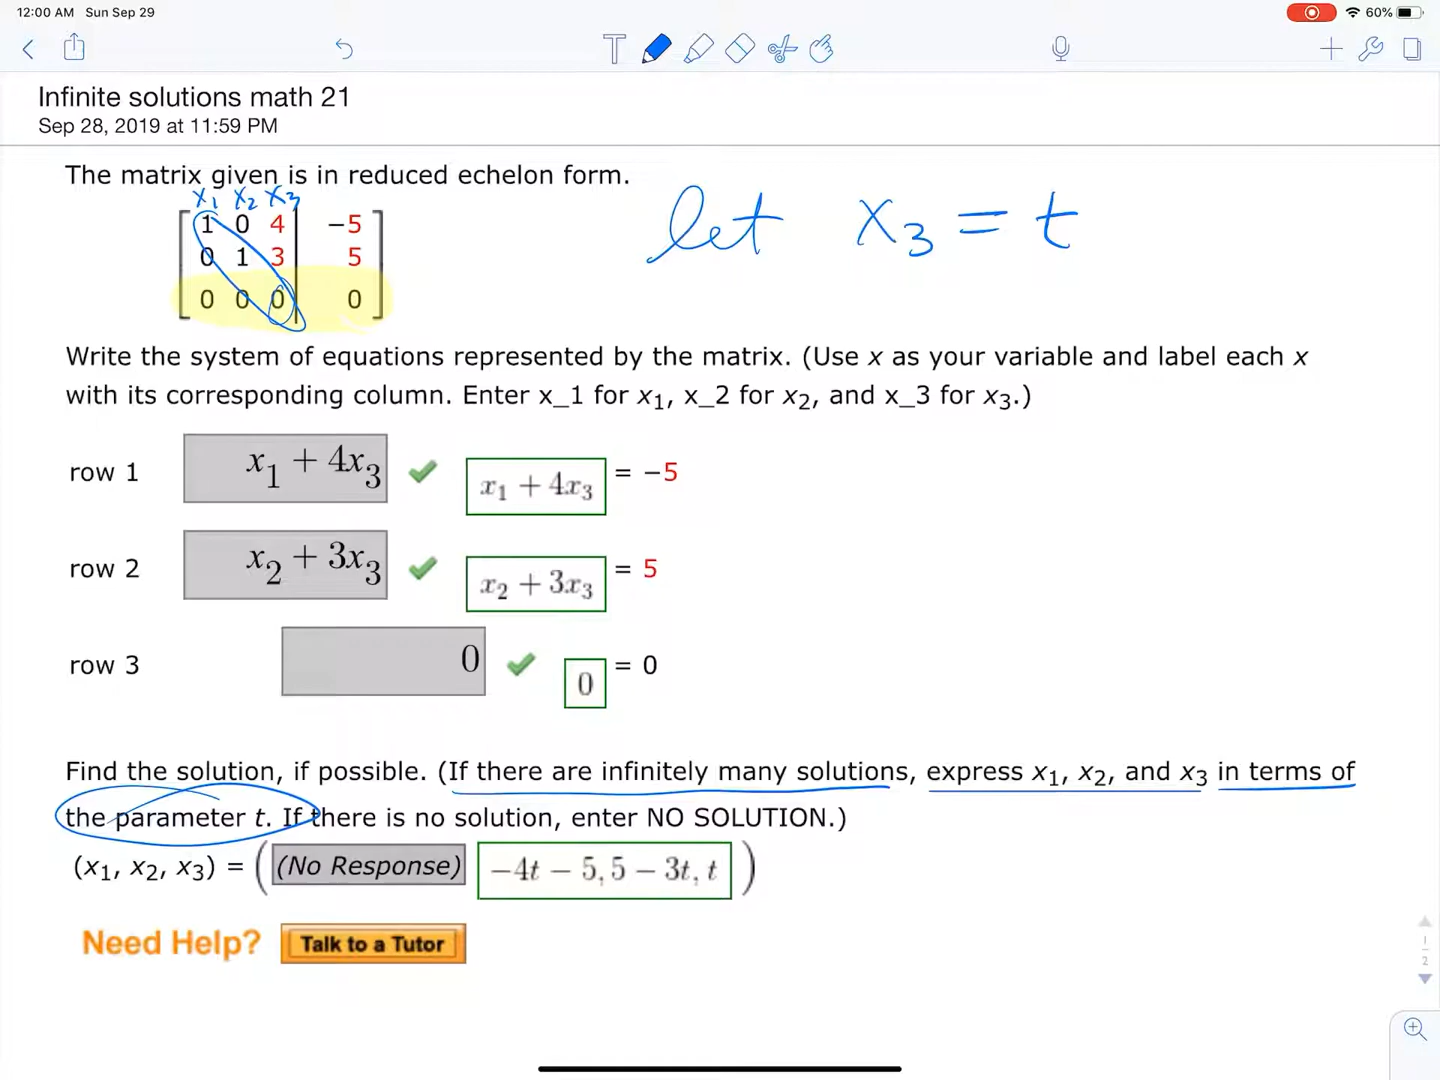 12:00 AM Sun Sep 29 60%
T
Infinite solutions math 21
Sep 28, 2019 at 11:59 PM
The matrix given is in reduced echelon form.
x₁ x₂ x₃
let x₃ = t
1 0 4 −5
0 1 3 5
0 0 0 0
Write the system of equations represented by the matrix. (Use x as your variable and label each x
with its corresponding column. Enter x_1 for x₁, x_2 for x₂, and x_3 for x₃.)
row 1 x₁ + 4x₃ x₁ + 4x₃ = −5
row 2 x₂ + 3x₃ x₂ + 3x₃ = 5
row 3 0 0 = 0
Find the solution, if possible. (If there are infinitely many solutions, express x₁, x₂, and x₃ in terms of
the parameter t. If there is no solution, enter NO SOLUTION.)
(x₁, x₂, x₃) = ((No Response) −4t − 5, 5 − 3t, t)
Need Help? Talk to a Tutor
1
2